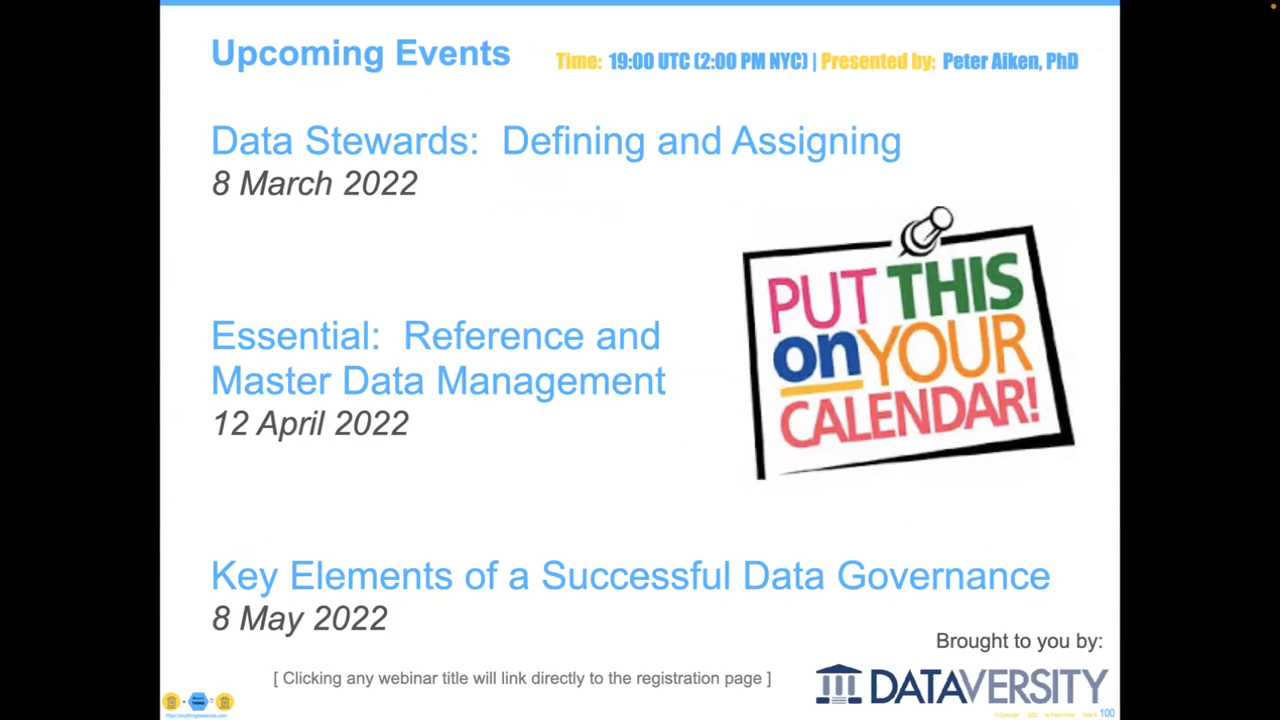 Upcoming Events
Time: 19:00 UTC (2:00 PM NYC) | Presented by: Peter Aiken, PhD
Data Stewards: Defining and Assigning
8 March 2022
PUT THIS
on YOUR
CALENDAR!
Essential: Reference and
Master Data Management
12 April 2022
Key Elements of a Successful Data Governance
8 May 2022
Brought to you by:
[ Clicking any webinar title will link directly to the registration page ]
DATAVERSITY
100